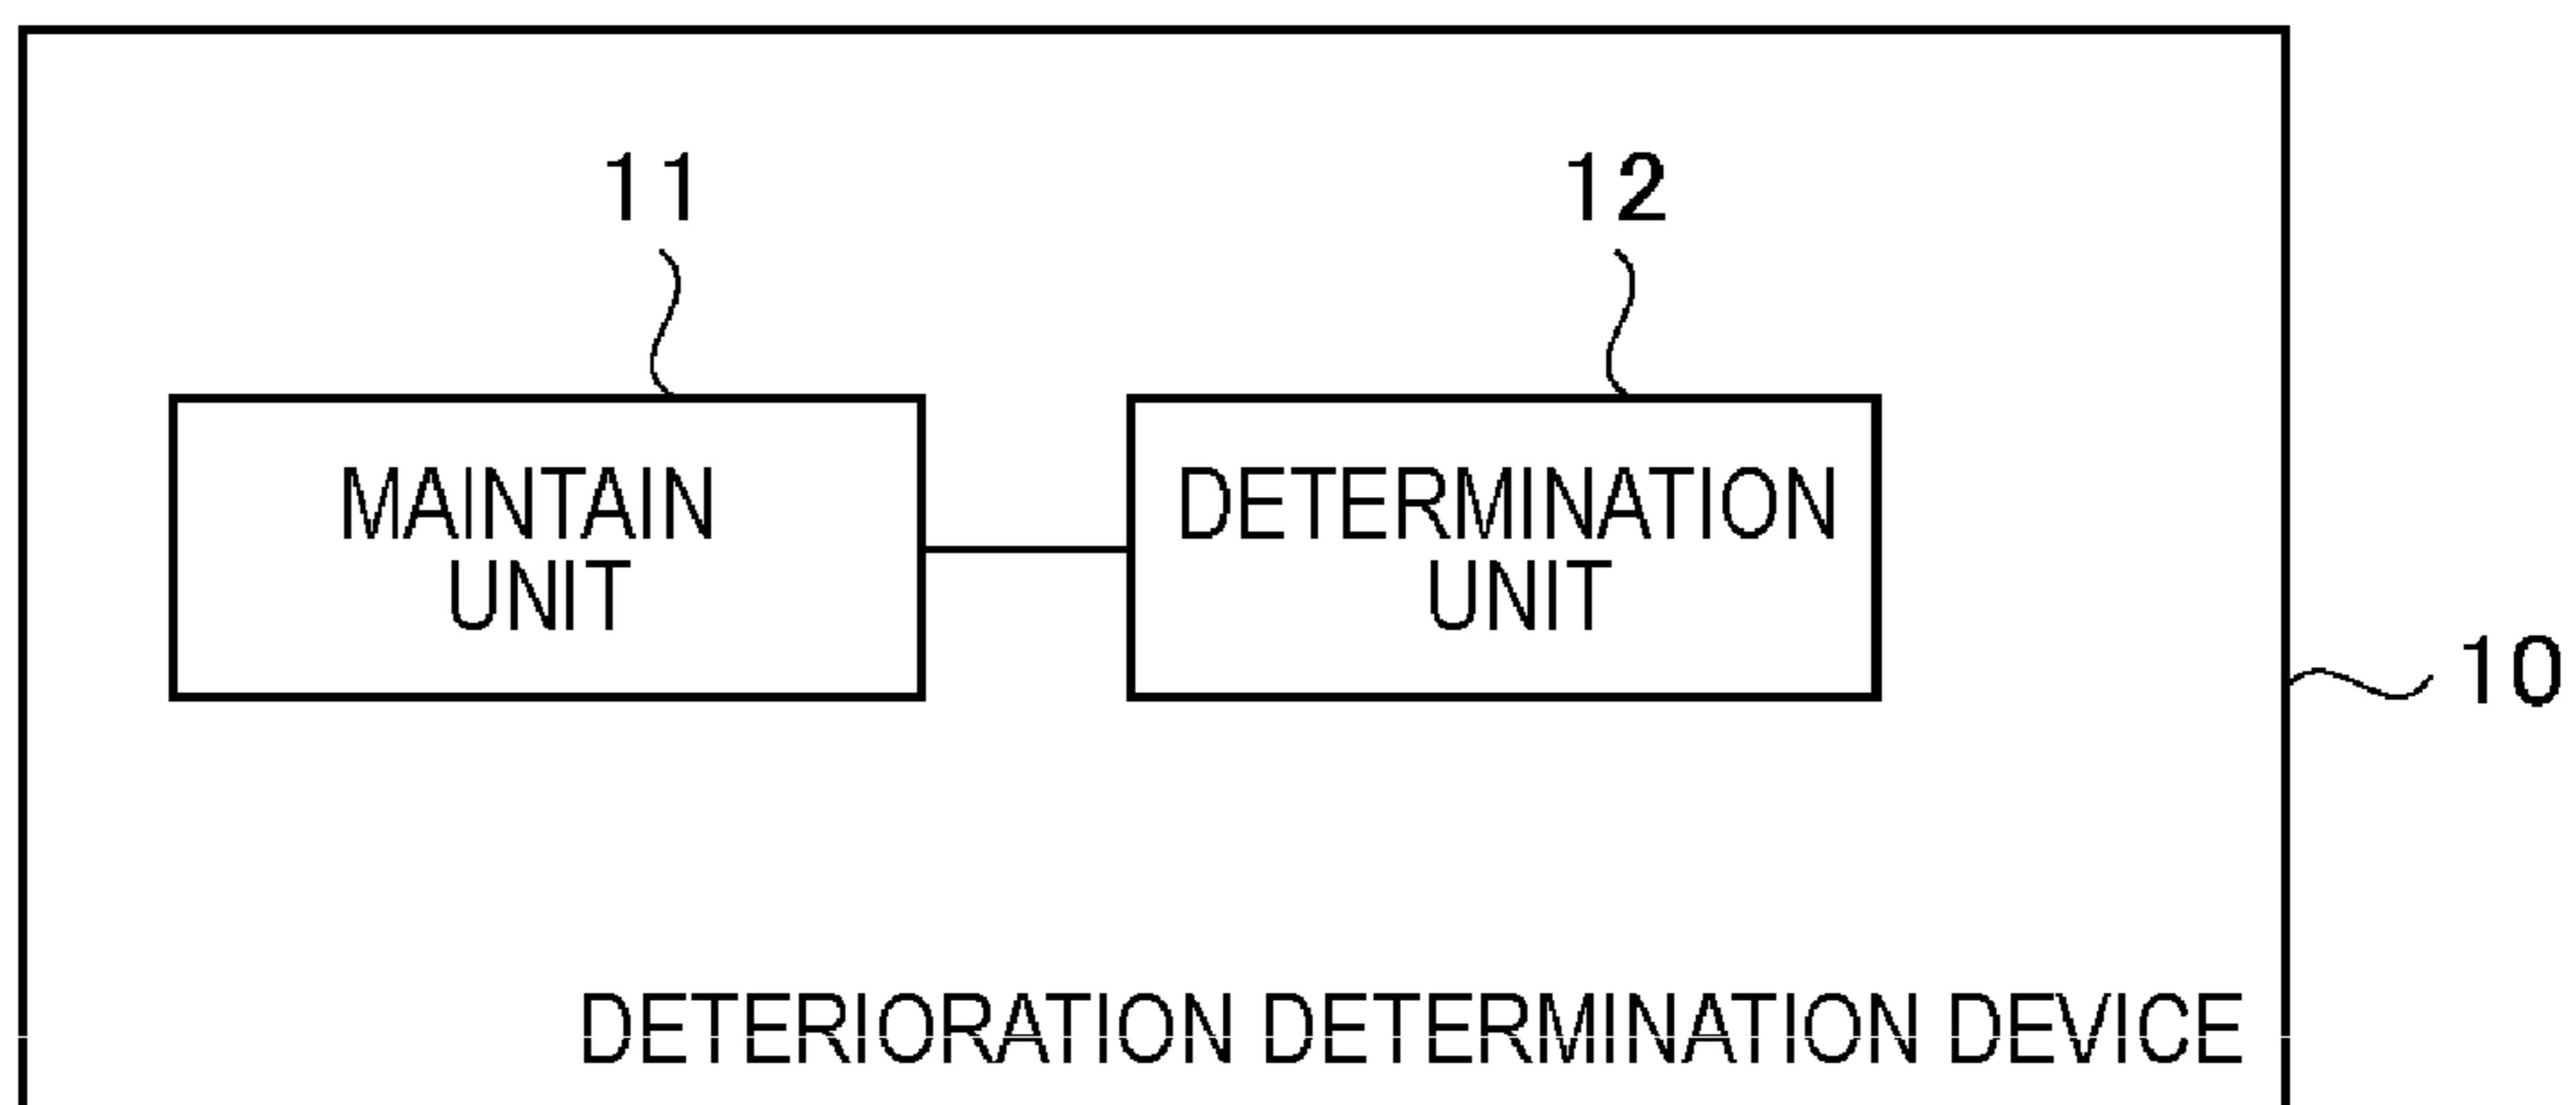 11
12
MAINTAIN
UNIT
DETERMINATION
UNIT
10
DETERIORATION DETERMINATION DEVICE